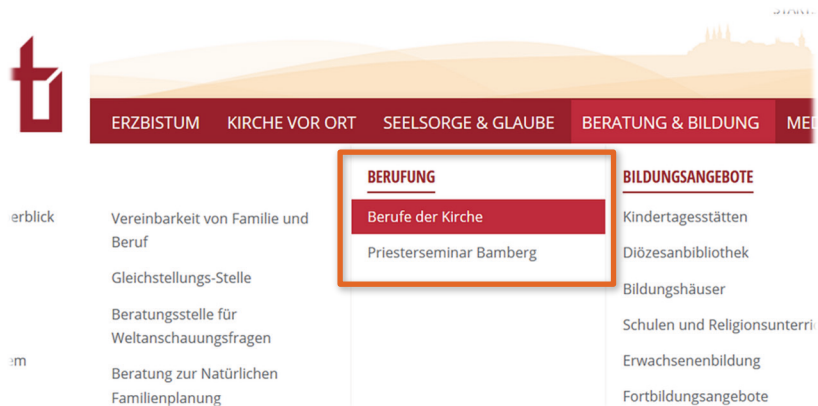 ERZBISTUM KIRCHE VOR ORT SEELSORGE & GLAUBE BERATUNG & BILDUNG
Vereinbarkeit von Familie und
Beruf
Gleichstellungs-Stelle
Beratungsstelle für
Weltanschauungsfragen
Beratung zur Natürlichen
Familienplanung
BERUFUNG
Berufe der Kirche
Priesterseminar Bamberg
BILDUNGSANGEBOTE
Kindertagesstätten
Diözesanbibliothek
Bildungshäuser
Schulen und
Erwachsenenbildung
Fortbildungsangebote